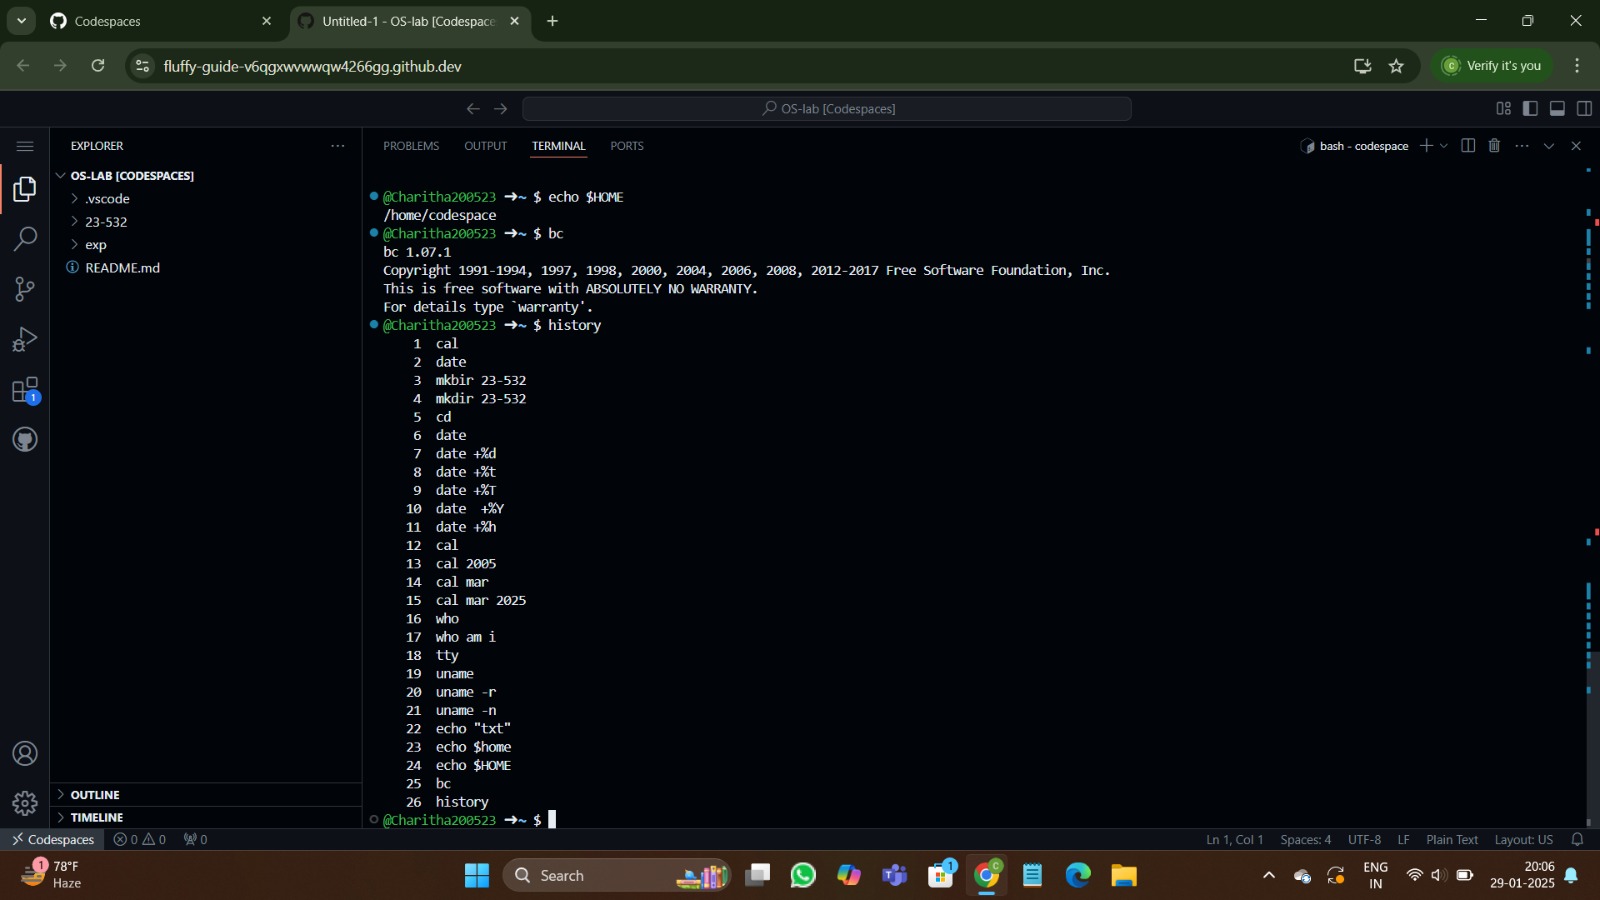 Codespaces
Untitled-1 - OS-lab [Codespace
fluffy-guide-v6qgxwvwwqw4266gg.github.dev
Verify it's you
OS-lab [Codespaces]
EXPLORER
OS-LAB [CODESPACES]
.vscode
23-532
exp
README.md
OUTLINE
TIMELINE
PROBLEMS OUTPUT TERMINAL PORTS
bash - codespace
@Charitha200523 ➜~ $ echo $HOME
/home/codespace
@Charitha200523 ➜~ $ bc
bc 1.07.1
Copyright 1991-1994, 1997, 1998, 2000, 2004, 2006, 2008, 2012-2017 Free Software Foundation, Inc.
This is free software with ABSOLUTELY NO WARRANTY.
For details type `warranty'.
@Charitha200523 ➜~ $ history
1 cal
2 date
3 mkbir 23-532
4 mkdir 23-532
5 cd
6 date
7 date +%d
8 date +%t
9 date +%T
10 date  +%Y
11 date +%h
12 cal
13 cal 2005
14 cal mar
15 cal mar 2025
16 who
17 who am i
18 tty
19 uname
20 uname -r
21 uname -n
22 echo "txt"
23 echo $home
24 echo $HOME
25 bc
26 history
@Charitha200523 ➜~ $
1
Codespaces 0 0 0
Ln 1, Col 1 Spaces: 4 UTF-8 LF Plain Text Layout: US
1
78°F
Haze
Search
1
C
ENG
IN
20:06
29-01-2025